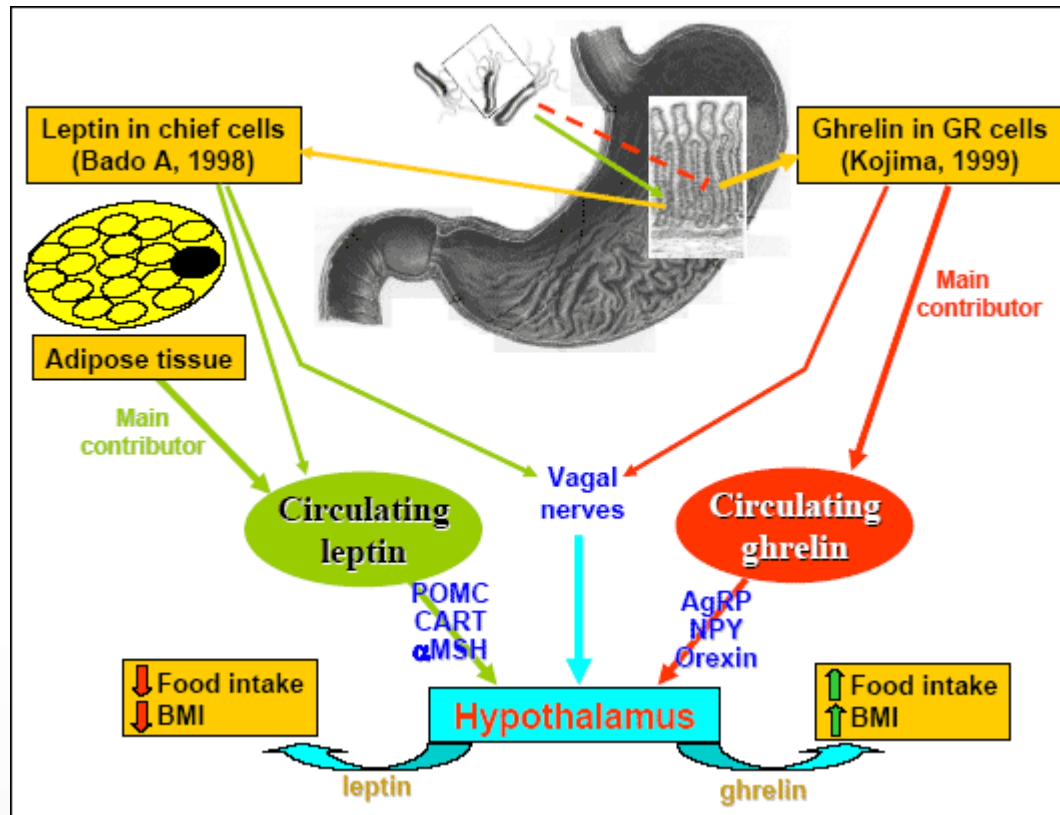 Leptin in chief cells
(Bado A, 1998)
Ghrelin in GR cells
(Kojima, 1999)
Adipose tissue
Main
contributor
Main
contributor
Circulating
leptin
Vagal
nerves
Circulating
ghrelin
POMC
CART
αMSH
AgRP
NPY
Orexin
Food intake
BMI
Hypothalamus
Food intake
BMI
leptin
ghrelin